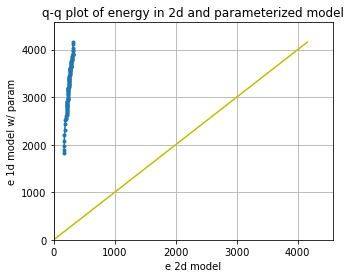 q-q plot of energy in 2d and parameterized model
4000
3000
2000
1000
0
e 1d model w/ param
0 1000 2000 3000 4000
e 2d model